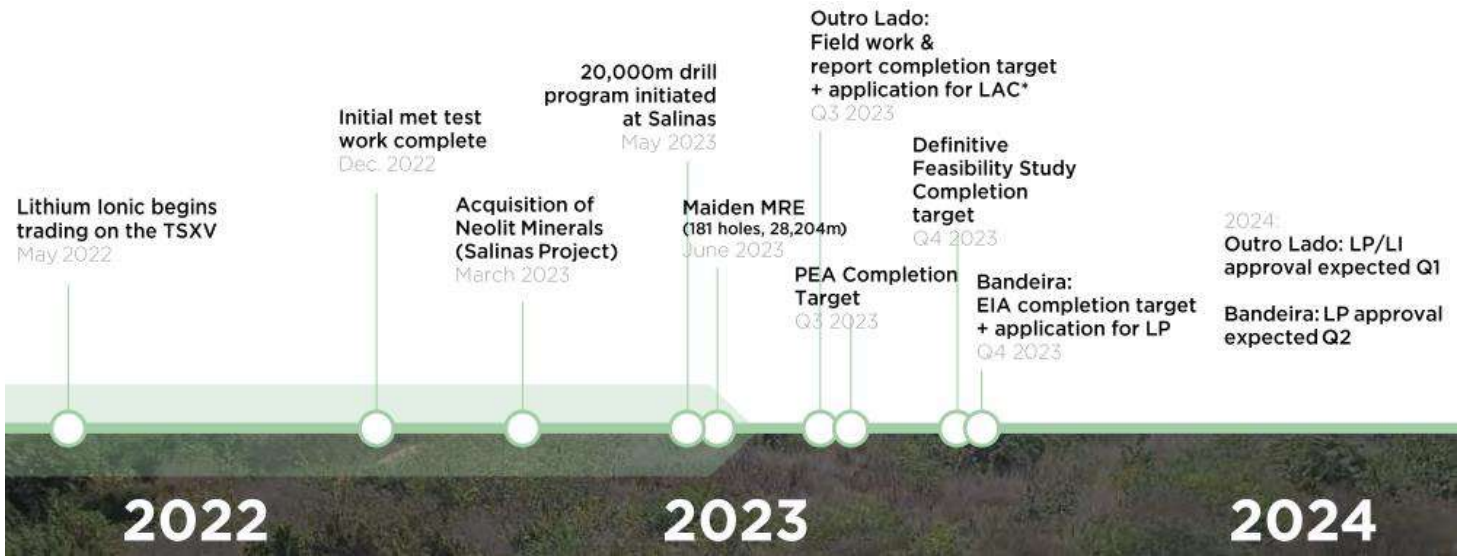 Lithium Ionic begins
trading on the TSXV
May 2022
Initial met test
work complete
Dec. 2022
Acquisition of
Neolit Minerals
(Salinas Project)
March 2023
20,000m drill
program initiated
at Salinas
May 2023
Maiden MRE
(181 holes, 28,204m)
June 2023
Outro Lado:
Field work &
report completion target
+ application for LAC*
Q3 2023
PEA Completion
Target
Q3 2023
Definitive
Feasibility Study
Completion
target
Q4 2023
Bandeira:
EIA completion target
+ application for LP
Q4 2023
2024:
Outro Lado: LP/LI
approval expected Q1
Bandeira: LP approval
expected Q2
2022
2023
2024